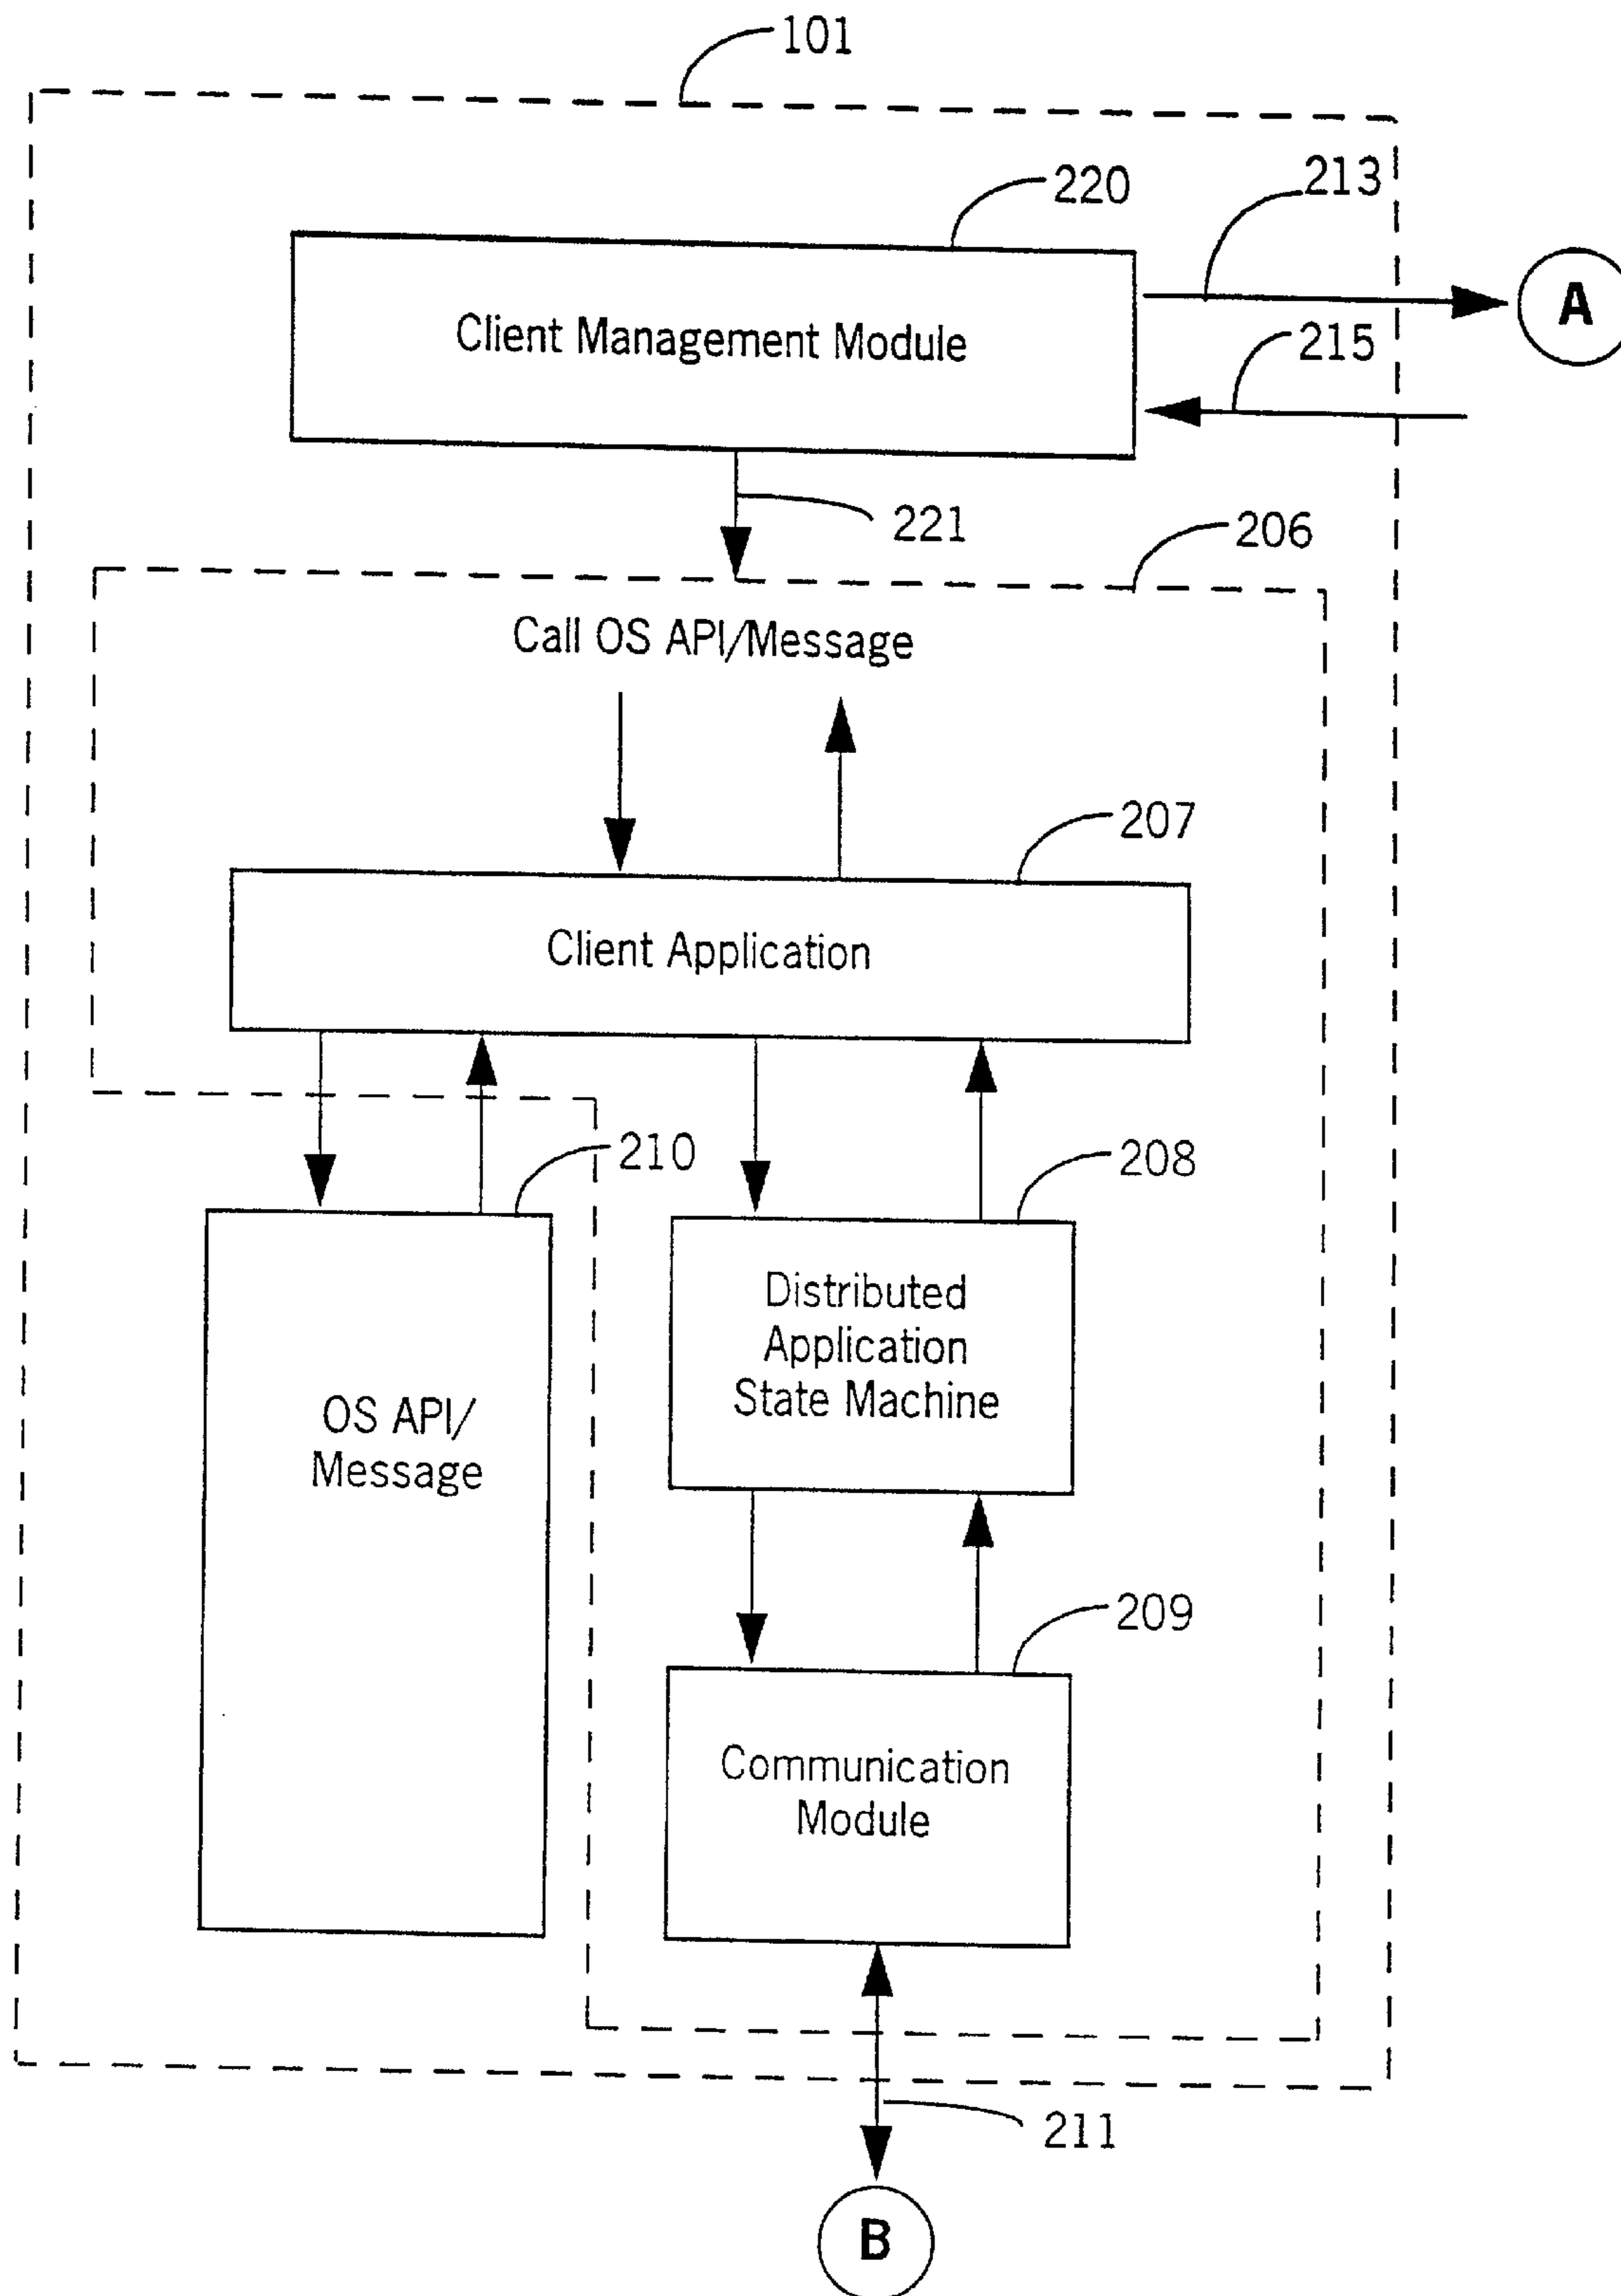 101
220
213
A
Client Management Module
215
221
206
Call OS API/Message
207
Client Application
210
208
Distributed
Application
State Machine
OS API/
Message
209
Communication
Module
211
B